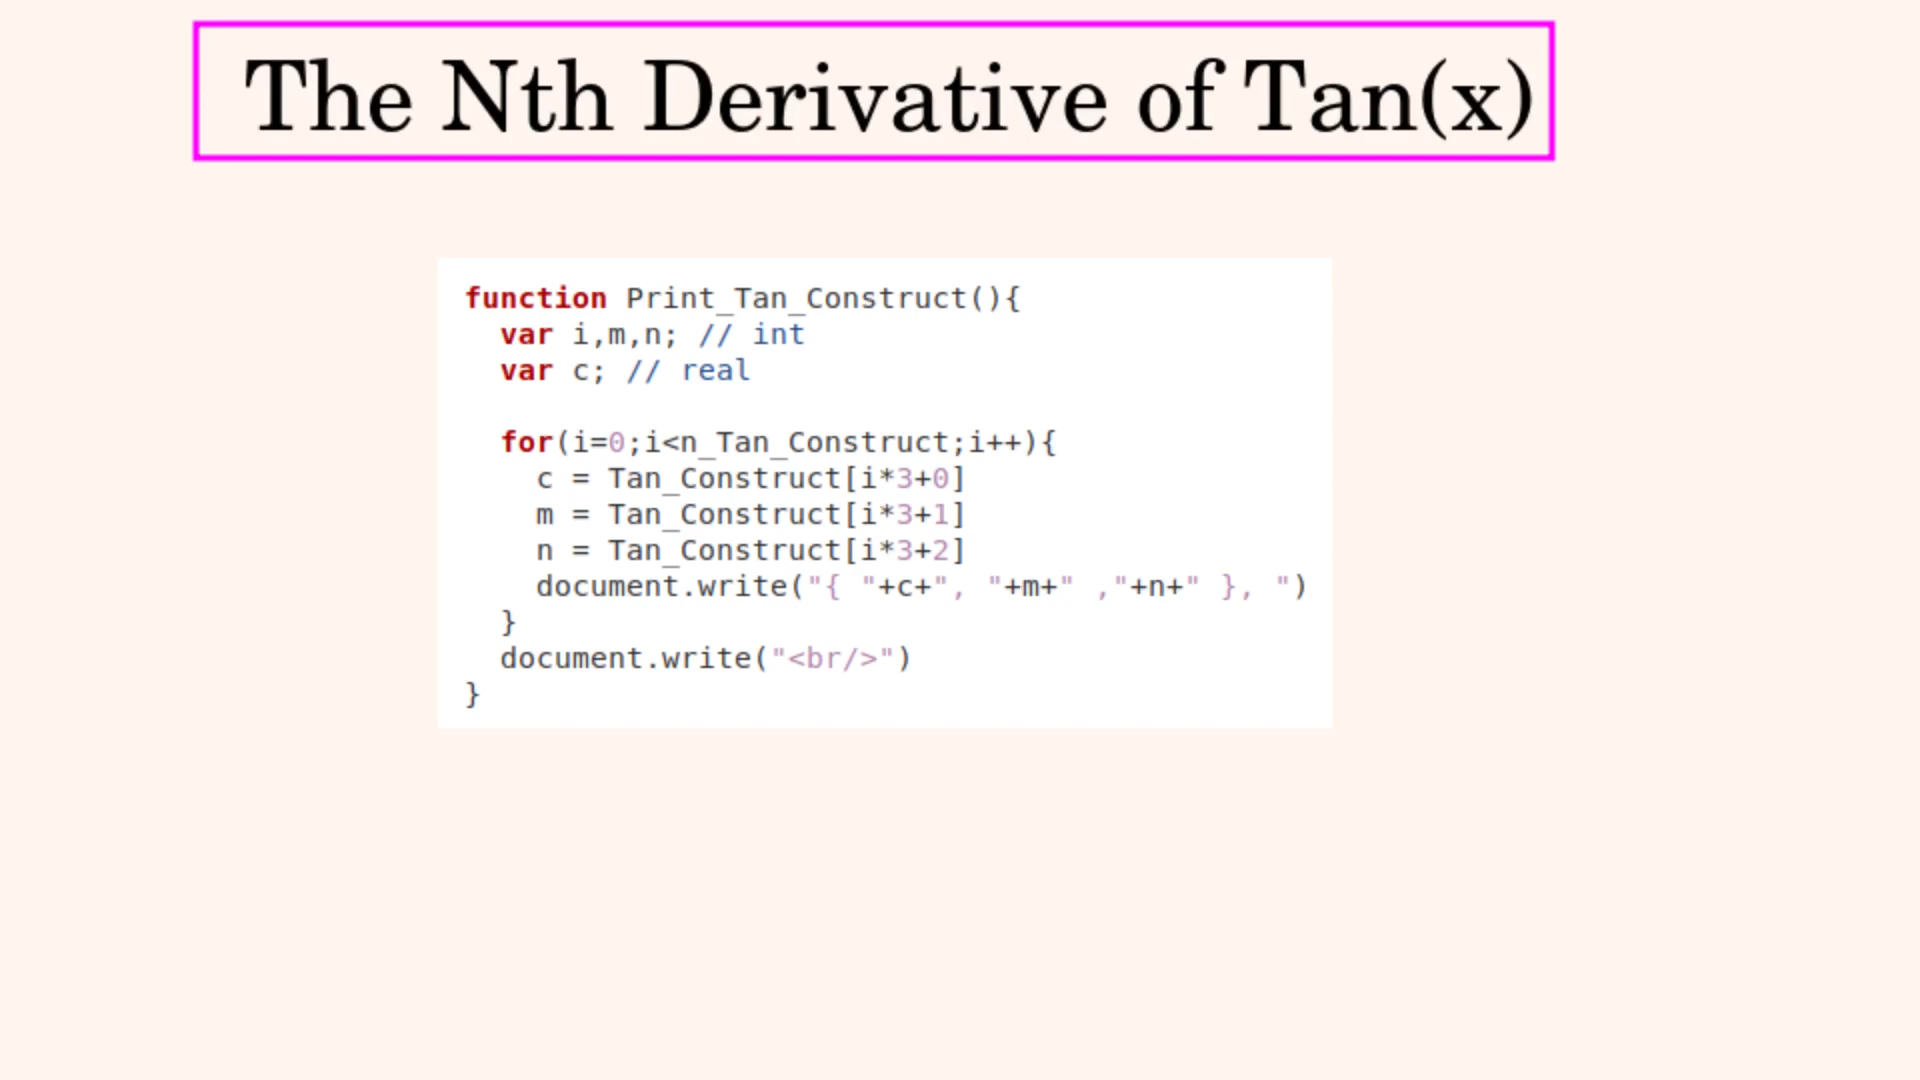 The Nth Derivative of Tan(x)
function Print_Tan_Construct(){
  var i,m,n; // int
  var c; // real

  for(i=0;i<n_Tan_Construct;i++){
    c = Tan_Construct[i*3+0]
    m = Tan_Construct[i*3+1]
    n = Tan_Construct[i*3+2]
    document.write("{ "+c+", "+m+" ,"+n+" }, ")
  }
  document.write("<br/>")
}